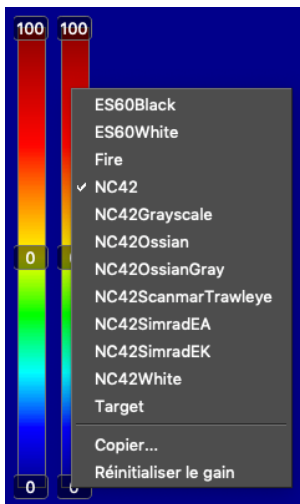 100 100
ES60Black
ES60White
Fire
✓ NC42
NC42Grayscale
NC42Ossian
0
NC42OssianGray
NC42ScanmarTrawleye
NC42SimradEA
NC42SimradEK
NC42White
Target
Copier...
Réinitialiser le gain
0 0